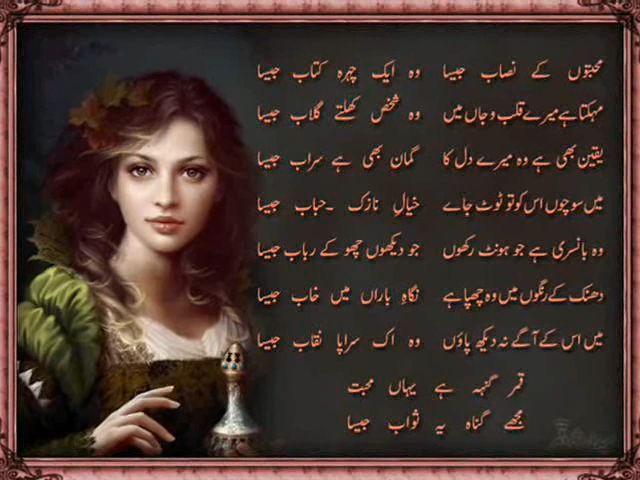 محبتوں کے نصاب جیسا وہ ایک چہرہ کتاب جیسا
مہکتا ہے میرے قلب و جاں میں وہ شخص کھلتے گلاب جیسا
یقین بھی ہے وہ میرے دل کا گمان بھی ہے سراب جیسا
میں سوچوں اس کو تو ٹوٹ جائے خیالِ نازک ۔حباب جیسا
وہ بانسری ہے جو ہونٹ رکھوں جو دیکھوں چھو کے رباب جیسا
دھنک کے رنگوں میں وہ چھپا ہے نگاہِ باراں میں خاب جیسا
میں اس کے آگے نہ دیکھ پاؤں وہ اک سراپا نقاب جیسا
قمر گنہہ ہے یہاں محبت
مجھے گناہ یہ ثواب جیسا